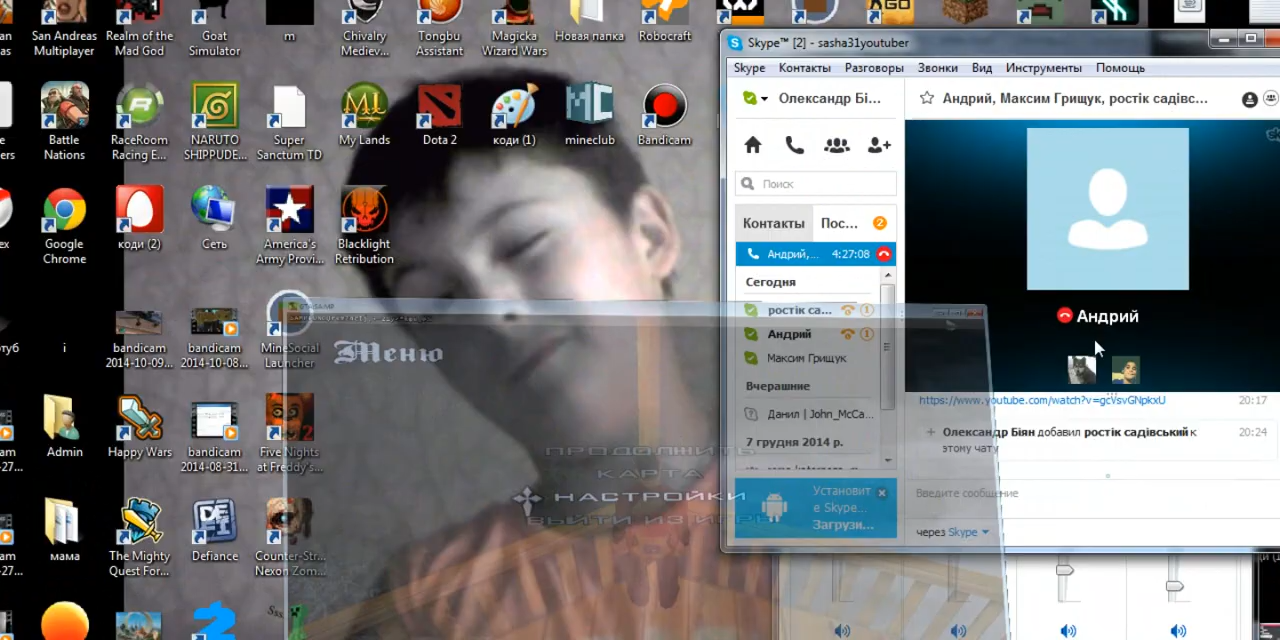 San Andreas
Multiplayer
Realm of the
Mad God
Goat
Simulator
m
Chivalry
Mediev...
Tongbu
Assistant
Magicka
Wizard Wars
Новая папка
Robocraft
Battle
Nations
RaceRoom
Racing E...
NARUTO
SHIPPUDE...
Super
Sanctum TD
My Lands
Dota 2
коди (1)
mineclub
Bandicam
Google
Chrome
коди (2)
Сеть
America's
Army Provi...
Blacklight
Retribution
i
bandicam
2014-10-09...
bandicam
2014-10-08...
MineSocial
Launcher
Admin
Happy Wars
bandicam
2014-08-31...
Five Nights
at Freddy's...
мама
The Mighty
Quest For...
Defiance
Counter-Str...
Nexon Zom...
Меню
ПРОДОЛЖИТЬ
КАРТА
НАСТРОЙКИ
ВЫЙТИ ИЗ ИГРЫ
Skype™ [2] - sasha31youtuber
Skype Контакты Разговоры Звонки Вид Инструменты Помощь
Олександр Бі...
Поиск
Контакты
Пос...
2
Андрий,... 4:27:08
Сегодня
ростік са... 1
Андрий 1
Максим Грищук
Вчерашние
Данил | John_McCa...
7 грудня 2014 р.
Установит
е Skype...
Загрузи...
Андрий, Максим Грищук, ростік садівс...
Андрий
https://www.youtube.com/watch?v=gcVsvGNpkxU 20:17
Олександр Біян добавил ростік садівський к
этому чату
20:24
Введите сообщение
через Skype